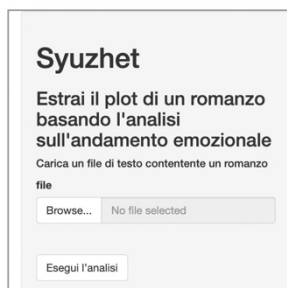 Syuzhet
Estrai il plot di un romanzo
basando l'analisi
sull'andamento emozionale
Carica un file di testo contentente un romanzo
file
Browse... No file selected
Esegui l'analisi